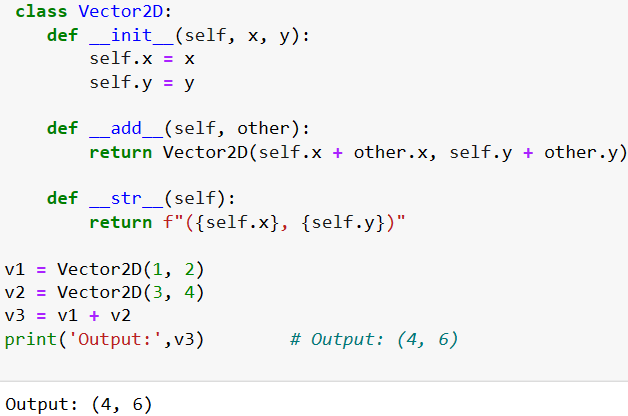 class Vector2D:
    def __init__(self, x, y):
        self.x = x
        self.y = y

    def __add__(self, other):
        return Vector2D(self.x + other.x, self.y + other.y)

    def __str__(self):
        return f"({self.x}, {self.y})"

v1 = Vector2D(1, 2)
v2 = Vector2D(3, 4)
v3 = v1 + v2
print('Output:',v3)        # Output: (4, 6)

Output: (4, 6)